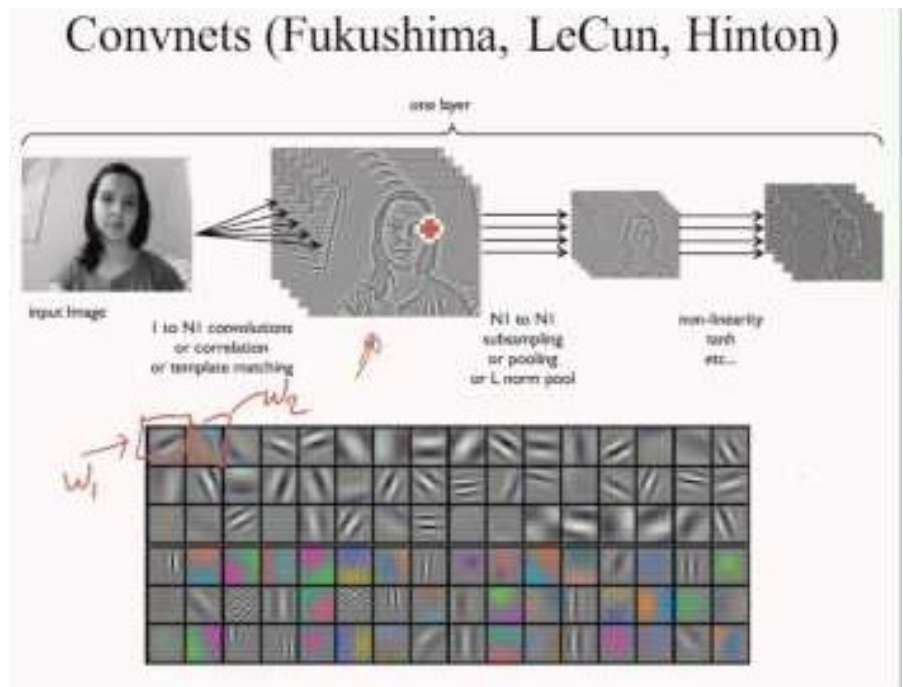 Convnets (Fukushima, LeCun, Hinton)
one layer
input Image
1 to N1 convolutions
or correlation
or template matching
N1 to N1
subsampling
or pooling
or L norm pool
non-linearity
tanh
etc...
W2
W1